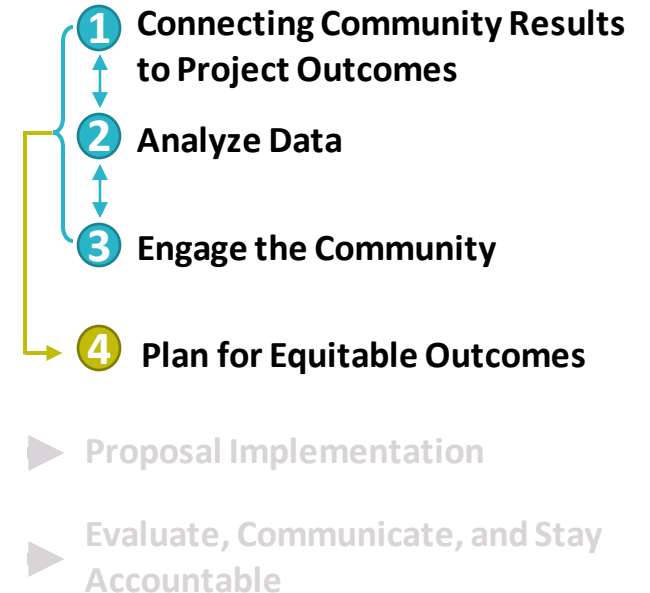 1 Connecting Community Results
to Project Outcomes
2 Analyze Data
3 Engage the Community
4 Plan for Equitable Outcomes
Proposal Implementation
Evaluate, Communicate, and Stay
Accountable